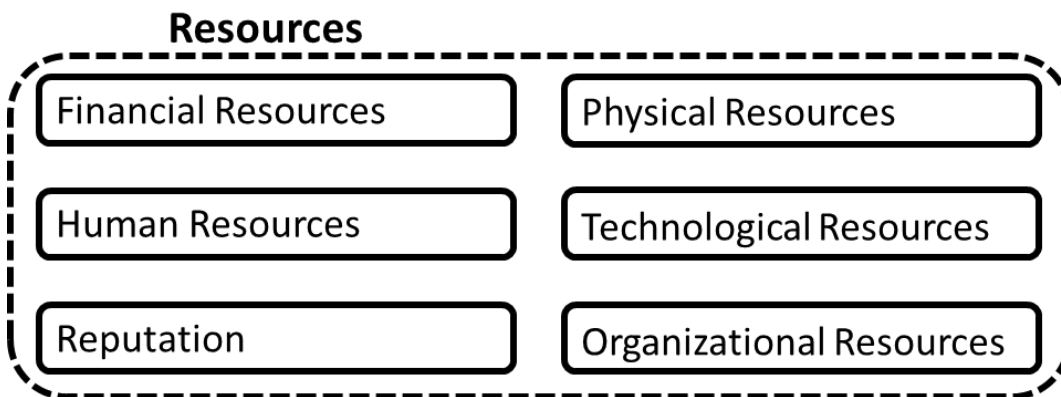 Resources
Financial Resources
Physical Resources
Human Resources
Technological Resources
Reputation
Organizational Resources